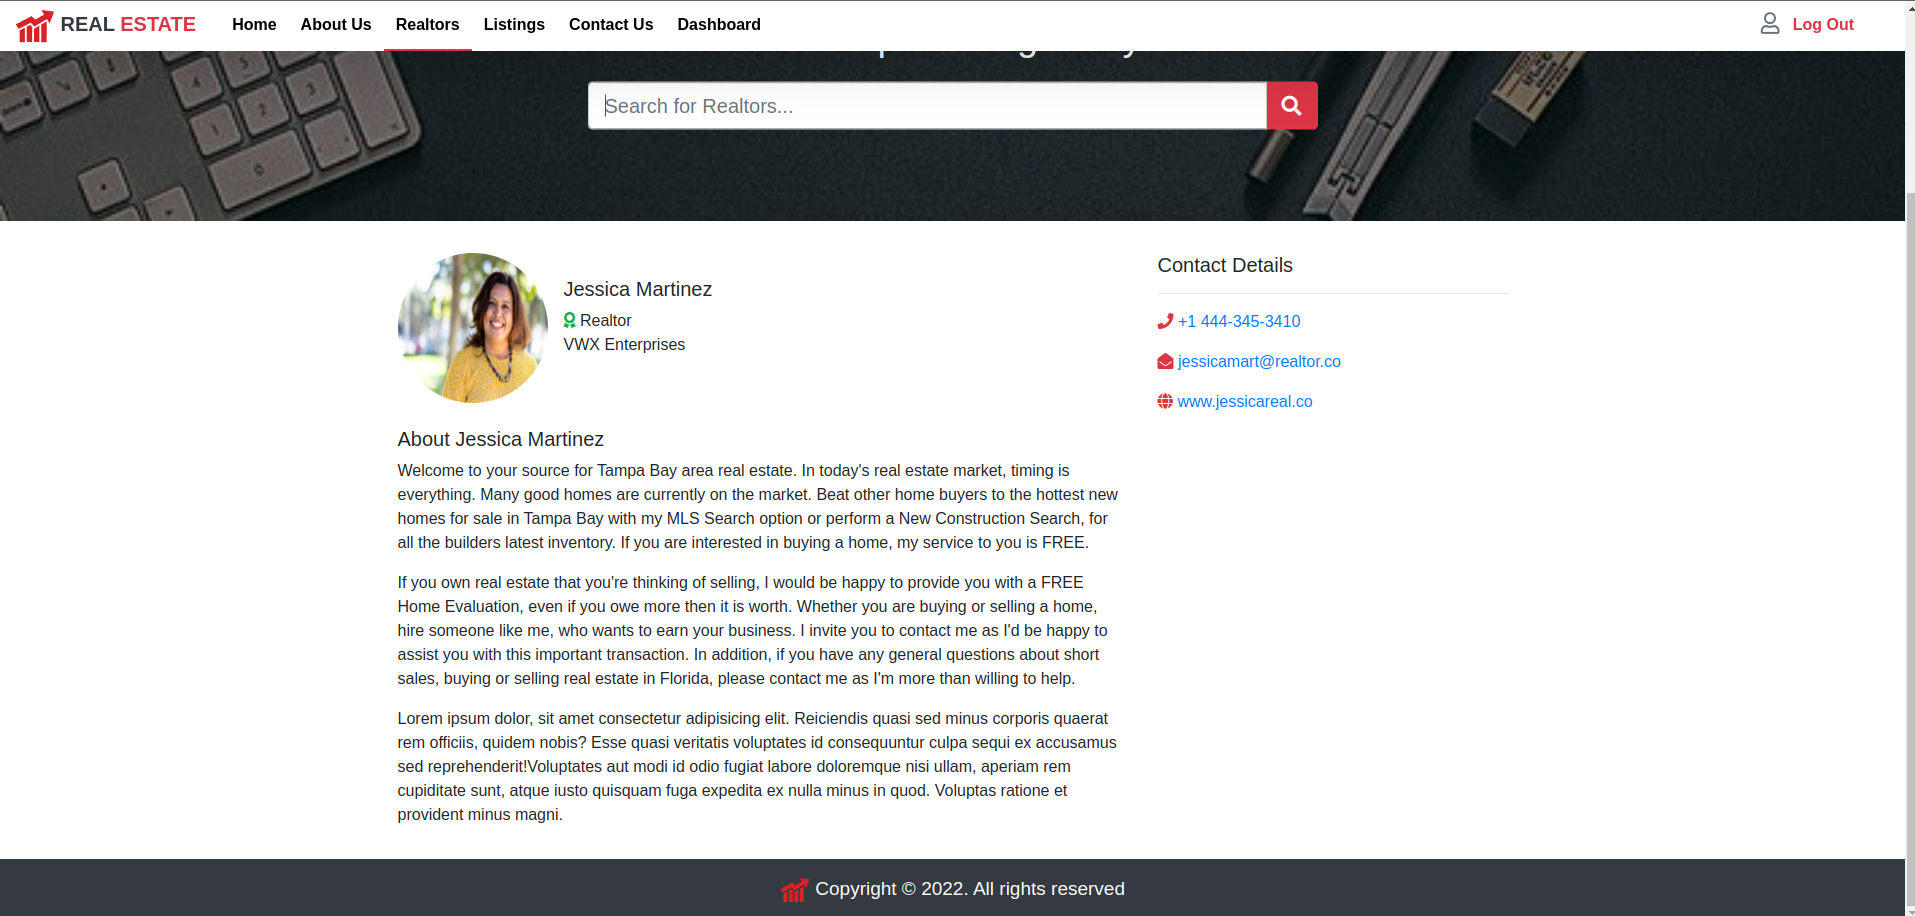 REAL ESTATE
Home About Us Realtors Listings Contact Us Dashboard
Log Out
Search for Realtors...
Jessica Martinez
Realtor
VWX Enterprises
Contact Details
+1 444-345-3410
jessicamart@realtor.co
www.jessicareal.co
About Jessica Martinez
Welcome to your source for Tampa Bay area real estate. In today's real estate market, timing is
everything. Many good homes are currently on the market. Beat other home buyers to the hottest new
homes for sale in Tampa Bay with my MLS Search option or perform a New Construction Search, for
all the builders latest inventory. If you are interested in buying a home, my service to you is FREE.
If you own real estate that you're thinking of selling, I would be happy to provide you with a FREE
Home Evaluation, even if you owe more then it is worth. Whether you are buying or selling a home,
hire someone like me, who wants to earn your business. I invite you to contact me as I'd be happy to
assist you with this important transaction. In addition, if you have any general questions about short
sales, buying or selling real estate in Florida, please contact me as I'm more than willing to help.
Lorem ipsum dolor, sit amet consectetur adipisicing elit. Reiciendis quasi sed minus corporis quaerat
rem officiis, quidem nobis? Esse quasi veritatis voluptates id consequuntur culpa sequi ex accusamus
sed reprehenderit!Voluptates aut modi id odio fugiat labore doloremque nisi ullam, aperiam rem
cupiditate sunt, atque iusto quisquam fuga expedita ex nulla minus in quod. Voluptas ratione et
provident minus magni.
Copyright © 2022. All rights reserved